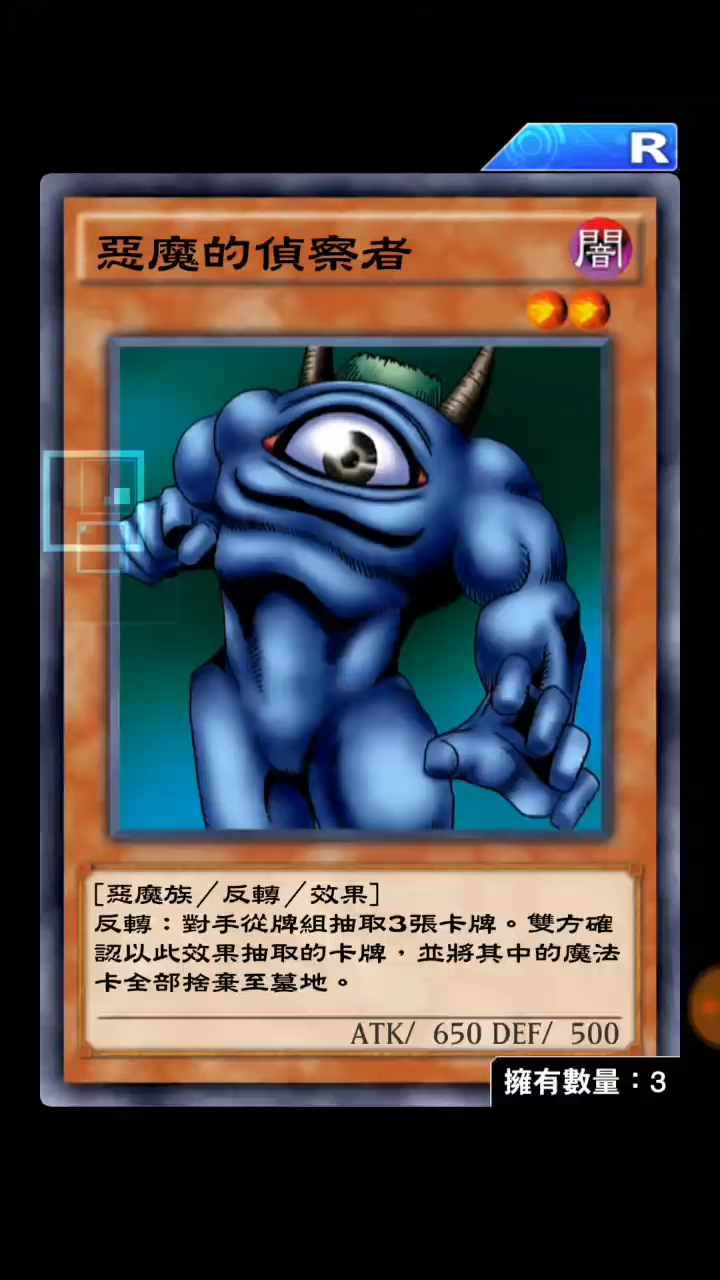 R
惡魔的偵察者
闇
[惡魔族／反轉／效果]
反轉：對手從牌組抽取3張卡牌。雙方確
認以此效果抽取的卡牌，並將其中的魔法
卡全部捨棄至墓地。
ATK/ 650 DEF/ 500
擁有數量：3